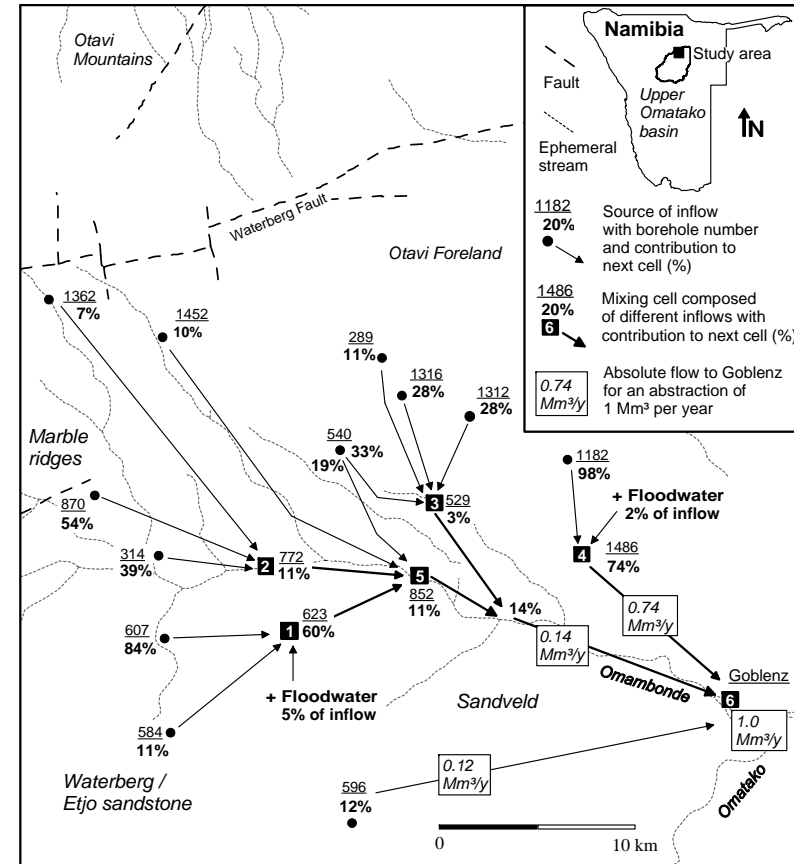 Otavi
Mountains
Waterberg Fault
Otavi Foreland
Namibia
Study area
Upper
Omatako
basin
N
Fault
Ephemeral
stream
1182
20%
Source of inflow
with borehole number
and contribution to
next cell (%)
1486
20%
6
Mixing cell composed
of different inflows with
contribution to next cell (%)
0.74
Mm³/y
Absolute flow to Goblenz
for an abstraction of
1 Mm³ per year
1362
7%
1452
10%
289
11%
1316
28%
1312
28%
Marble
ridges
540
33%
19%
1182
98%
870
54%
3
529
3%
+ Floodwater
2% of inflow
314
39%
2
772
11%
5
852
11%
4
1486
74%
607
84%
1
623
60%
14%
0.14
Mm³/y
0.74
Mm³/y
+ Floodwater
5% of inflow
Sandveld
Omambonde
Goblenz
6
1.0
Mm³/y
584
11%
Waterberg /
Etjo sandstone
0.12
Mm³/y
596
12%
Omatako
0
10 km